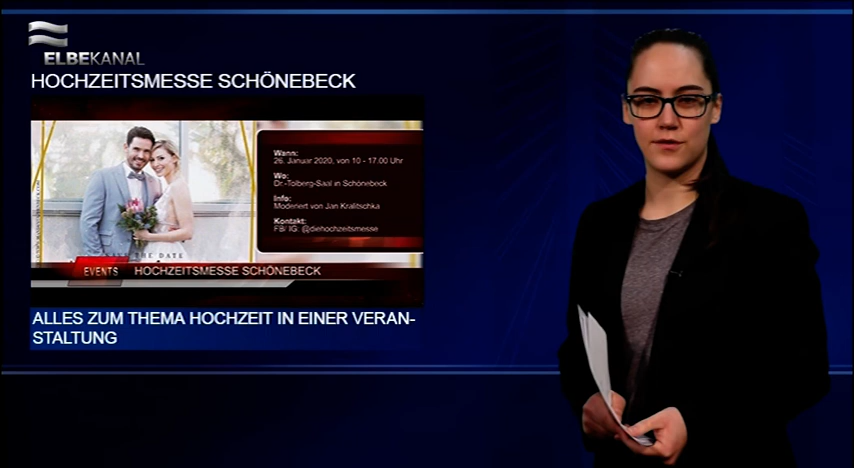 ELBEKANAL
HOCHZEITSMESSE SCHÖNEBECK
Wann:
26. Januar 2020, von 10 - 17.00 Uhr
Wo:
Dr.-Tolberg-Saal in Schönebeck
Info:
Moderiert von Jan Kralitschka
Kontakt:
FB/ IG: @diehochzeitsmesse
THE DATE
EVENTS HOCHZEITSMESSE SCHÖNEBECK
ALLES ZUM THEMA HOCHZEIT IN EINER VERAN-
STALTUNG